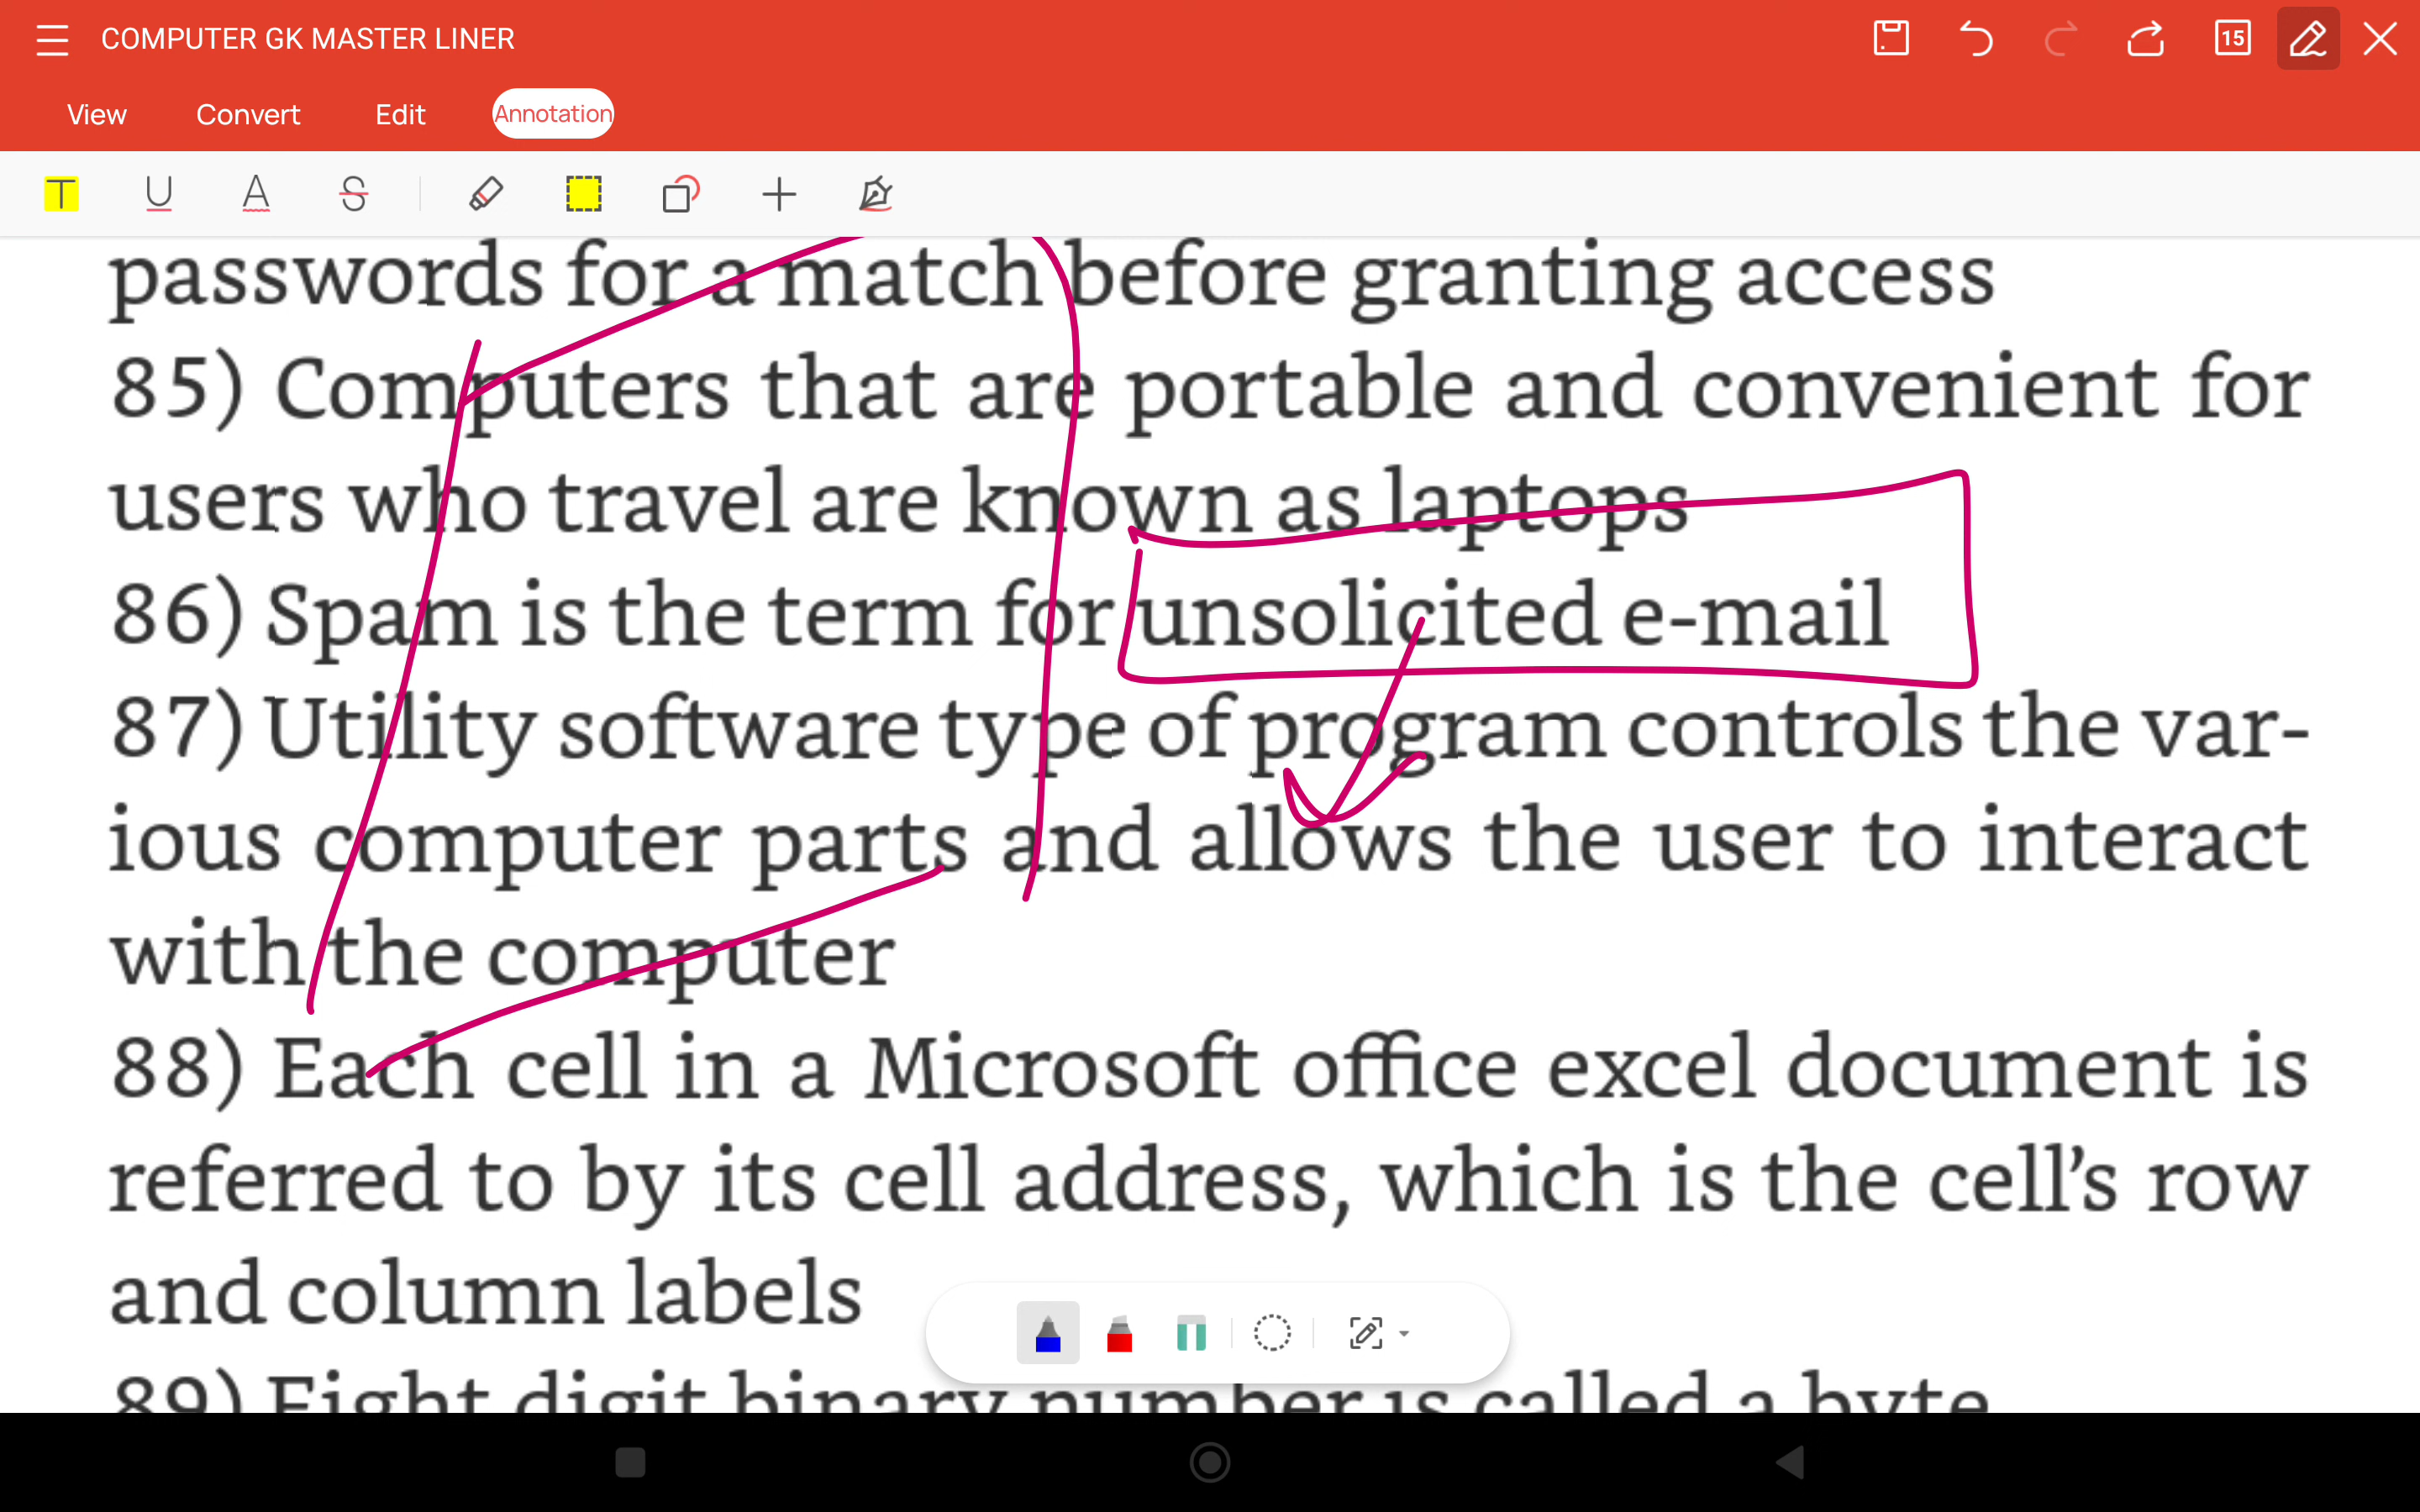 COMPUTER GK MASTER LINER
15
View Convert Edit Annotation
T U A S
passwords for a match before granting access
85) Computers that are portable and convenient for
users who travel are known as laptops
86) Spam is the term for unsolicited e-mail
87) Utility software type of program controls the var-
ious computer parts and allows the user to interact
with the computer
88) Each cell in a Microsoft office excel document is
referred to by its cell address, which is the cell's row
and column labels
89) Eight digit binary number is called a byte